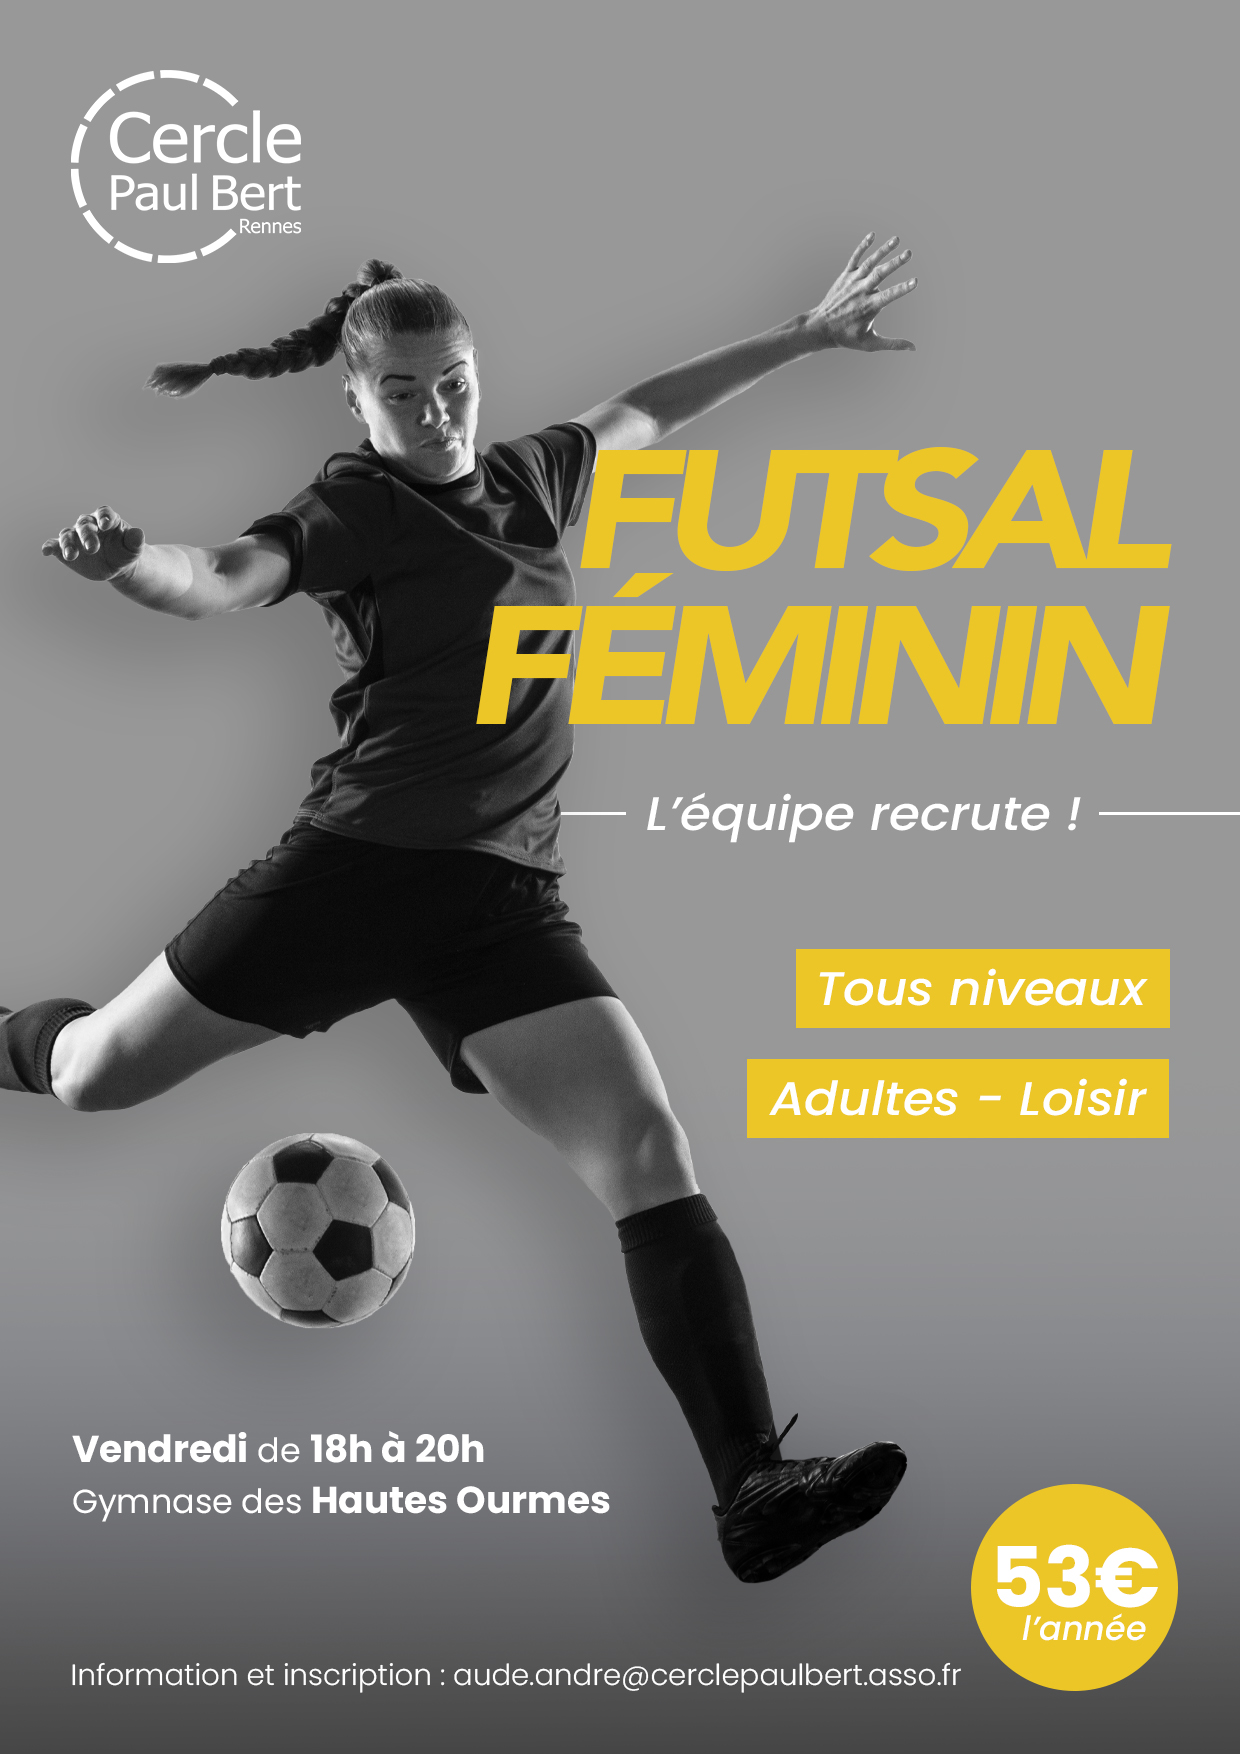 Cercle
Paul Bert
Rennes
FUTSAL
FÉMININ
L'équipe recrute !
Tous niveaux
Adultes - Loisir
Vendredi de 18h à 20h
Gymnase des Hautes Ourmes
53€
l'année
Information et inscription : aude.andre@cerclepaulbert.asso.fr